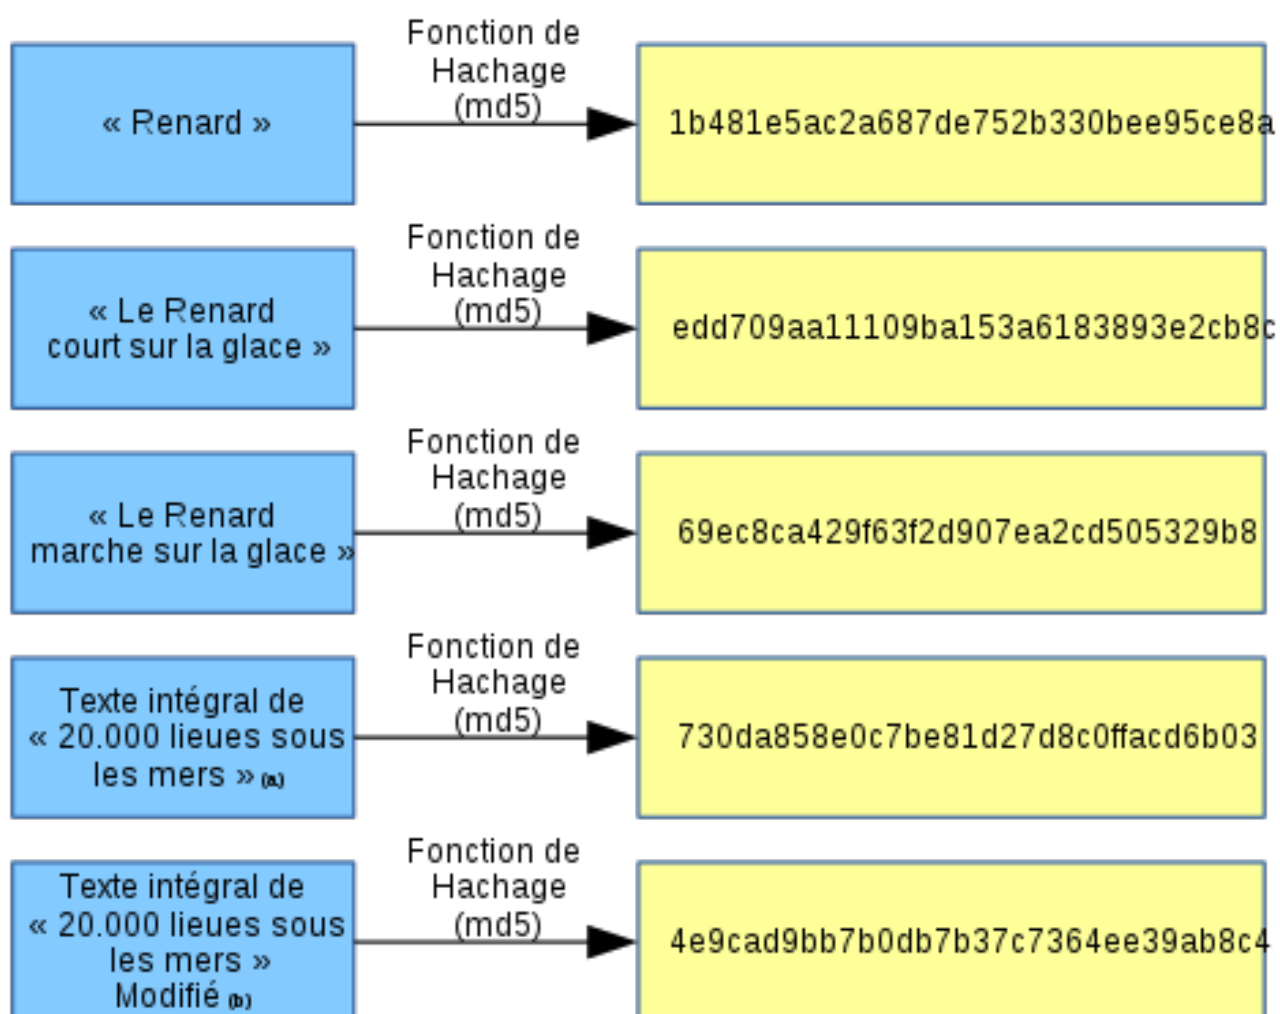 Fonction de
Hachage
(md5)
« Renard »
1b481e5ac2a687de752b330bee95ce8a
Fonction de
Hachage
(md5)
« Le Renard
court sur la glace »
edd709aa11109ba153a6183893e2cb8c
Fonction de
Hachage
(md5)
« Le Renard
marche sur la glace »
69ec8ca429f63f2d907ea2cd505329b8
Fonction de
Hachage
(md5)
Texte intégral de
« 20.000 lieues sous
les mers » (a)
730da858e0c7be81d27d8c0ffacd6b03
Fonction de
Hachage
(md5)
Texte intégral de
« 20.000 lieues sous
les mers »
Modifié (b)
4e9cad9bb7b0db7b37c7364ee39ab8c4